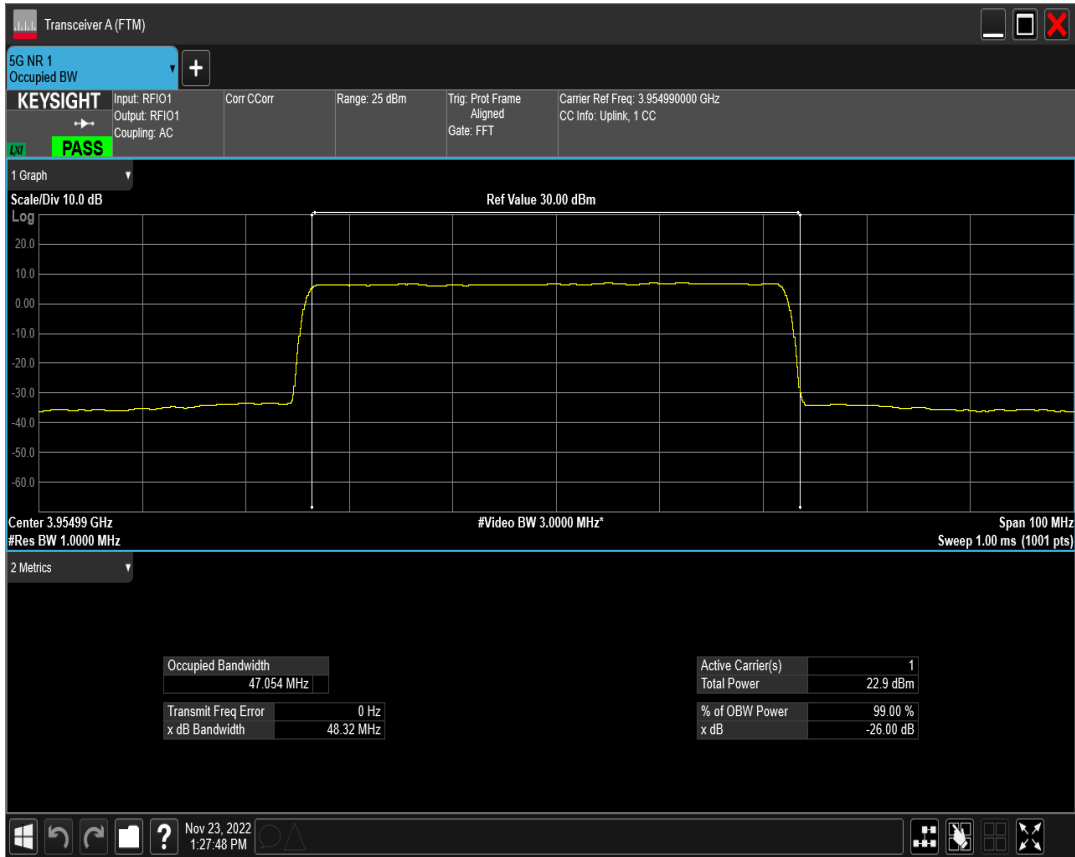 Transceiver A (FTM)
5G NR 1
Occupied BW
+
KEYSIGHT
LXI
PASS
Input: RFIO1
Output: RFIO1
Coupling: AC
Corr CCorr
Range: 25 dBm
Trig: Prot Frame
Aligned
Gate: FFT
Carrier Ref Freq: 3.954990000 GHz
CC Info: Uplink, 1 CC
1 Graph
Scale/Div 10.0 dB
Ref Value 30.00 dBm
Log
20.0
10.0
0.00
-10.0
-20.0
-30.0
-40.0
-50.0
-60.0
Center 3.95499 GHz
#Video BW 3.0000 MHz*
Span 100 MHz
#Res BW 1.0000 MHz
Sweep 1.00 ms (1001 pts)
2 Metrics
Occupied Bandwidth
47.054 MHz
Transmit Freq Error 0 Hz
x dB Bandwidth 48.32 MHz
Active Carrier(s) 1
Total Power 22.9 dBm
% of OBW Power 99.00 %
x dB -26.00 dB
?
Nov 23, 2022
1:27:48 PM